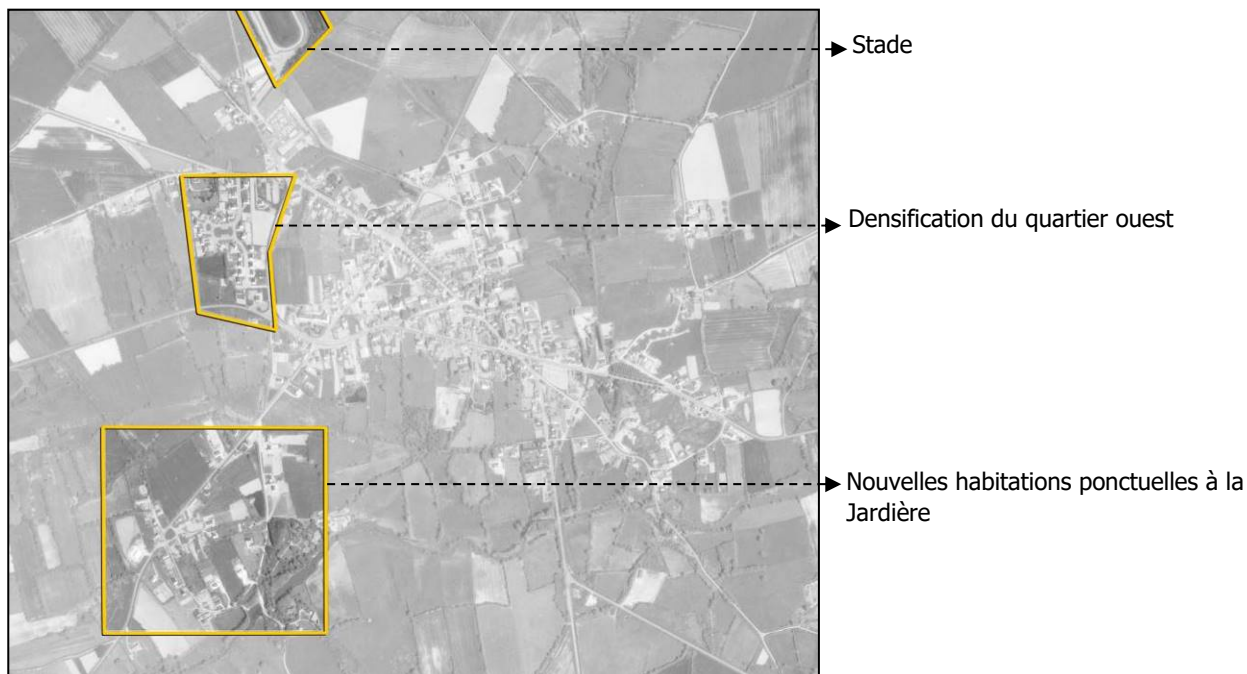 Stade
Densification du quartier ouest
Nouvelles habitations ponctuelles à la
Jardière